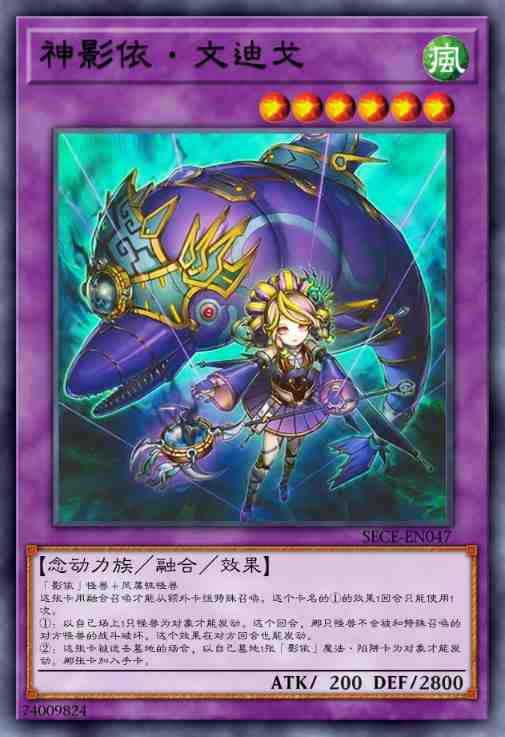 神影依·文迪戈
瘋
SECE-EN047
【念动力族／融合／效果】
「影依」怪兽＋风属性怪兽
这张卡用融合召唤才能从额外卡组特殊召唤。这个卡名的①的效果1回合只能使用1
次。
①：以自己场上1只怪兽为对象才能发动。这个回合，那只怪兽不会被和特殊召唤的
对方怪兽的战斗破坏。这个效果在对方回合也能发动。
②：这张卡被送去墓地的场合，以自己墓地1张「影依」魔法·陷阱卡为对象才能发
动。那张卡加入手卡。
ATK/ 200 DEF/2800
74009824